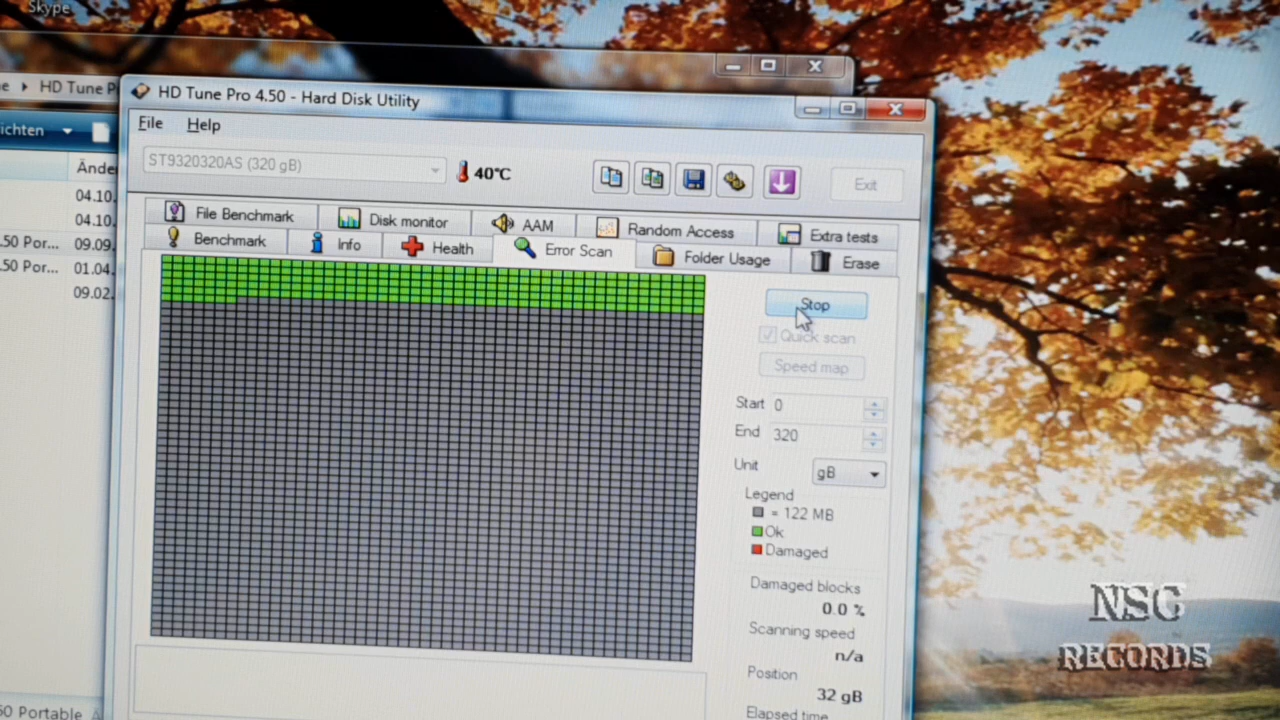 Skype
HD Tune P
HD Tune Pro 4.50 - Hard Disk Utility
File Help
ichten
ST9320320AS (320 gB)
40°C
Exit
Ände
04.10.
04.10.
.50 Por... 09.09.
.50 Por... 01.04.
09.02.
File Benchmark Disk monitor AAM Random Access Extra tests
Benchmark Info Health Error Scan Folder Usage Erase
Stop
Quick scan
Speed map
Start 0
End 320
Unit gB
Legend
= 122 MB
Ok
Damaged
Damaged blocks
0.0 %
Scanning speed
n/a
Position
32 gB
Elapsed time
50 Portable
NSG
RECORDS